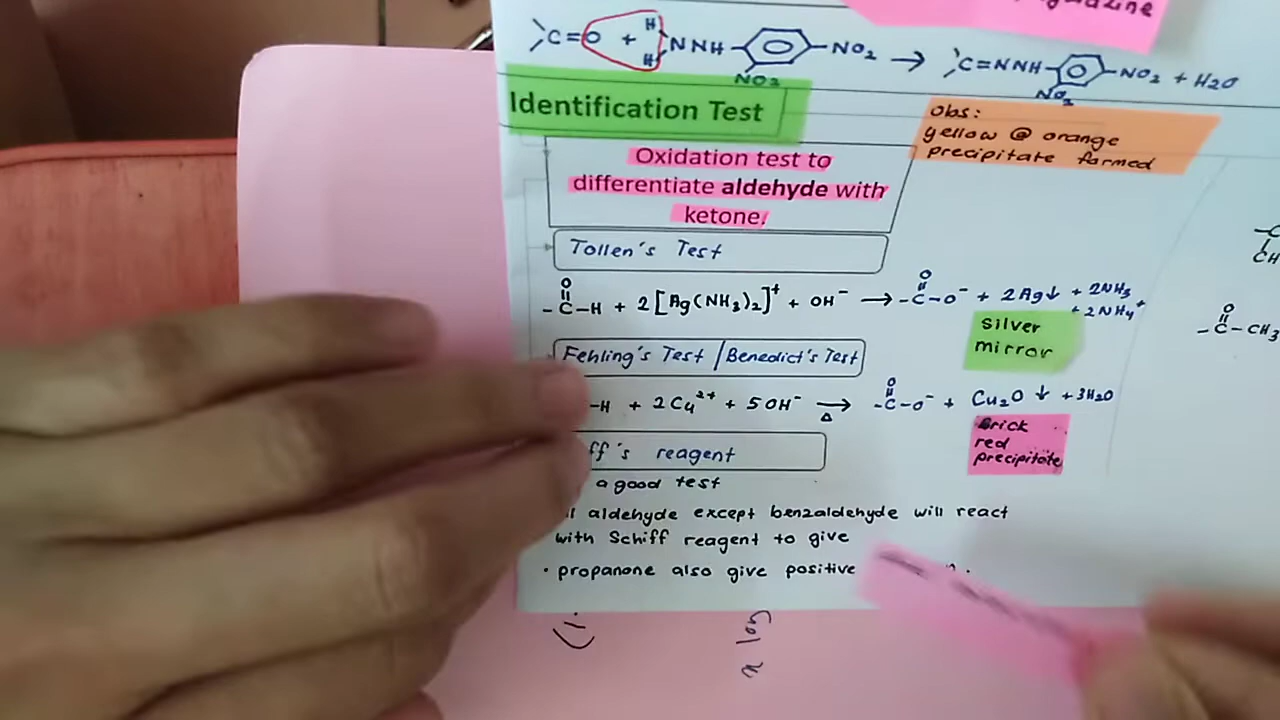 C=O + H H NNH NO2 NO2 → C=NNH NO2 NO2 + H2O
Identification Test
Obs:
yellow @ orange
precipitate formed
Oxidation test to
differentiate aldehyde with
ketone.
Tollen's Test
O
-C-H + 2[Ag(NH3)2]+ + OH- → -C-O- + 2Ag↓ + 2NH3
+ 2NH4+
silver
mirror
Fehling's Test / Benedict's Test
-H + 2Cu2+ + 5OH- → Δ -C-O- + Cu2O ↓ + 3H2O
Brick
red
precipitate
reagent
a good test
aldehyde except benzaldehyde will react
with Schiff reagent to give
• propanone also give positive
O
-C-CH3